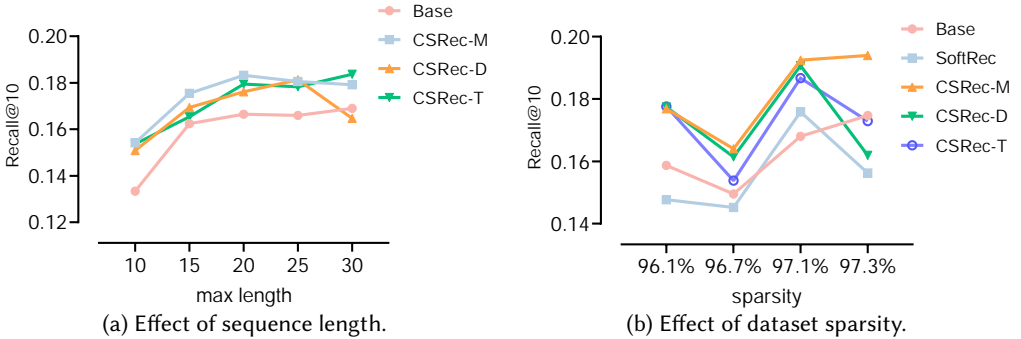 Base
CSRec-M
CSRec-D
CSRec-T
Recall@10
0.20
0.18
0.16
0.14
0.12
10 15 20 25 30
max length
(a) Effect of sequence length.
Base
SoftRec
CSRec-M
CSRec-D
CSRec-T
Recall@10
0.20
0.18
0.16
0.14
96.1% 96.7% 97.1% 97.3%
sparsity
(b) Effect of dataset sparsity.